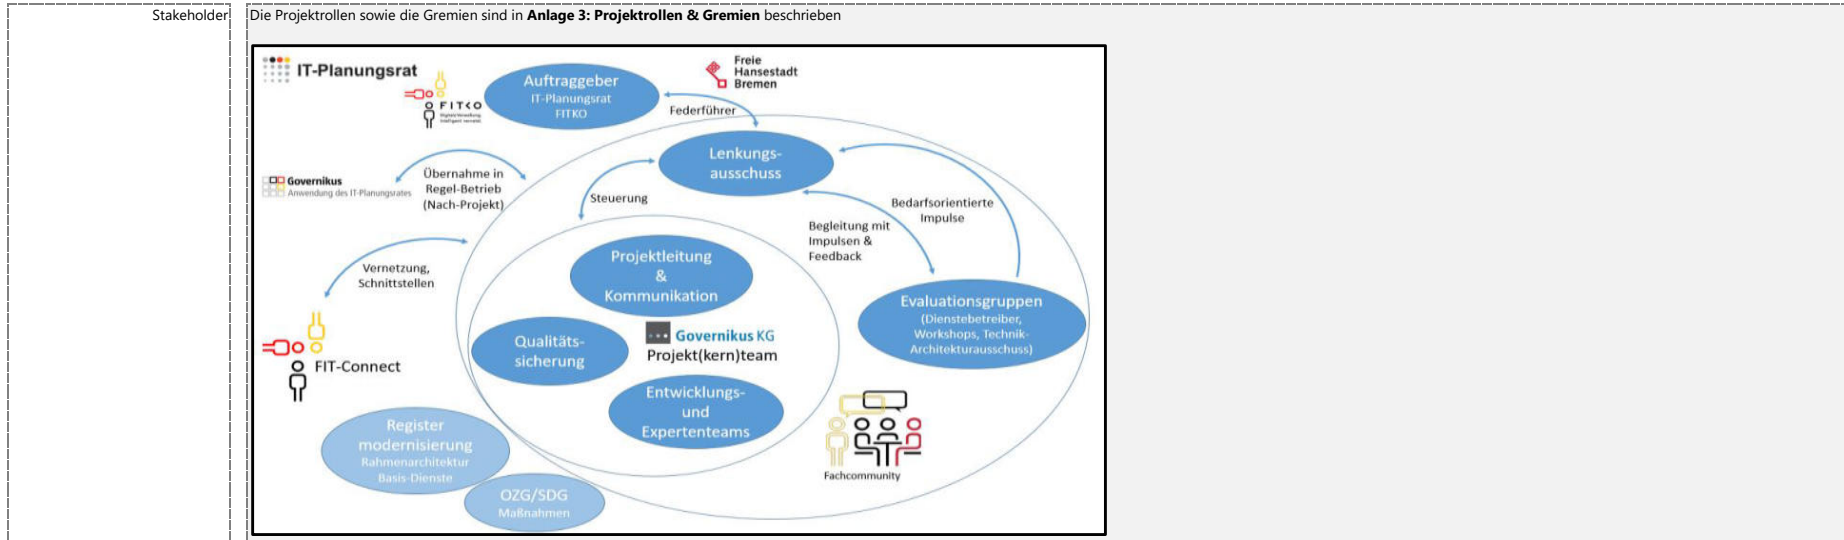 Stakeholder
Die Projektrollen sowie die Gremien sind in Anlage 3: Projektrollen & Gremien beschrieben
IT-Planungsrat
FITKO
Auftraggeber
IT-Planungsrat
FITKO
Freie
Hansestadt
Bremen
Federführer
Lenkungs-
ausschuss
Governikus
Anwendung des IT-Planungsrates
Übernahme in
Regel-Betrieb
(Nach-Projekt)
Steuerung
Bedarfsorientierte
Impulse
Begleitung mit
Impulsen &
Feedback
Vernetzung,
Schnittstellen
Projektleitung
&
Kommunikation
Evaluationsgruppen
(Dienstebetreiber,
Workshops, Technik-
Architekturausschuss)
Qualitäts-
sicherung
Governikus KG
Projekt(kern)team
FIT-Connect
Entwicklungs-
und
Expertenteams
Register
modernisierung
Rahmenarchitektur
Basis-Dienste
Fachcommunity
OZG/SDG
Maßnahmen